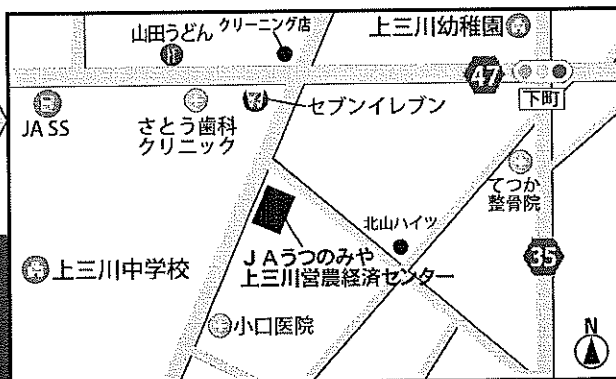 山田うどん
クリーニング店
上三川幼稚園
47
下町
JA SS
さとう歯科
クリニック
7
セブンイレブン
てつか
整骨院
北山ハイツ
JAうつのみや
上三川営農経済センター
35
上三川中学校
小口医院
N